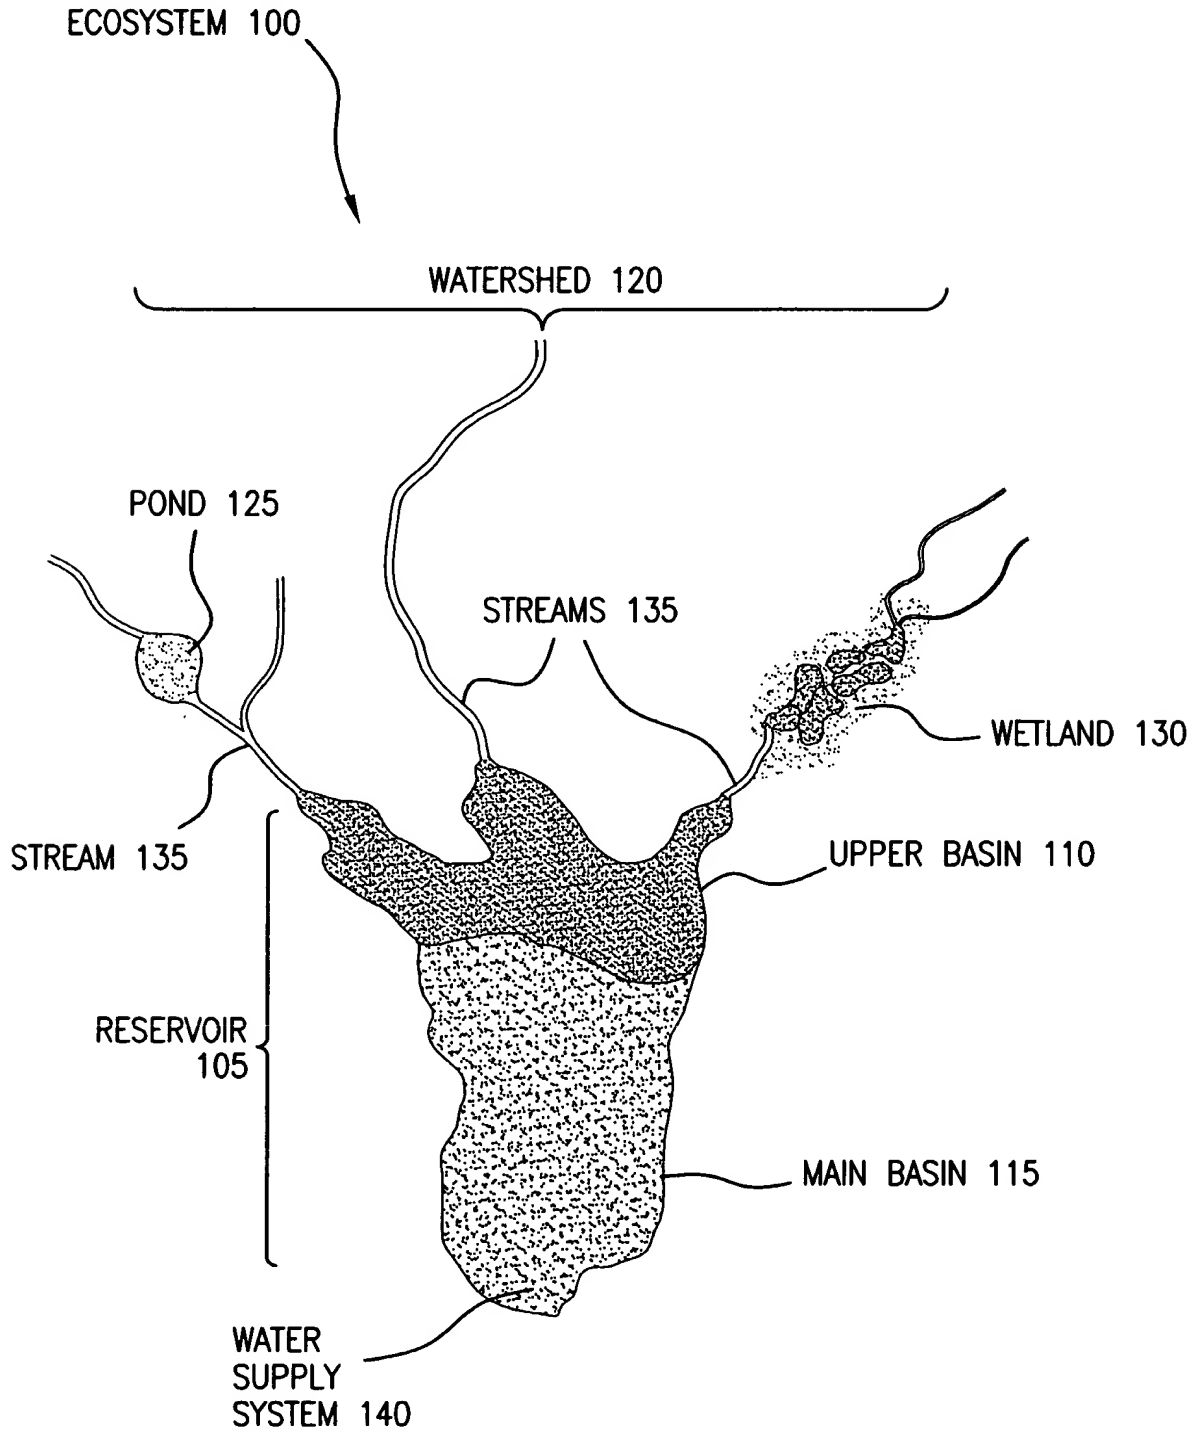 ECOSYSTEM 100
WATERSHED 120
POND 125
STREAMS 135
WETLAND 130
STREAM 135
UPPER BASIN 110
RESERVOIR
105
MAIN BASIN 115
WATER
SUPPLY
SYSTEM 140